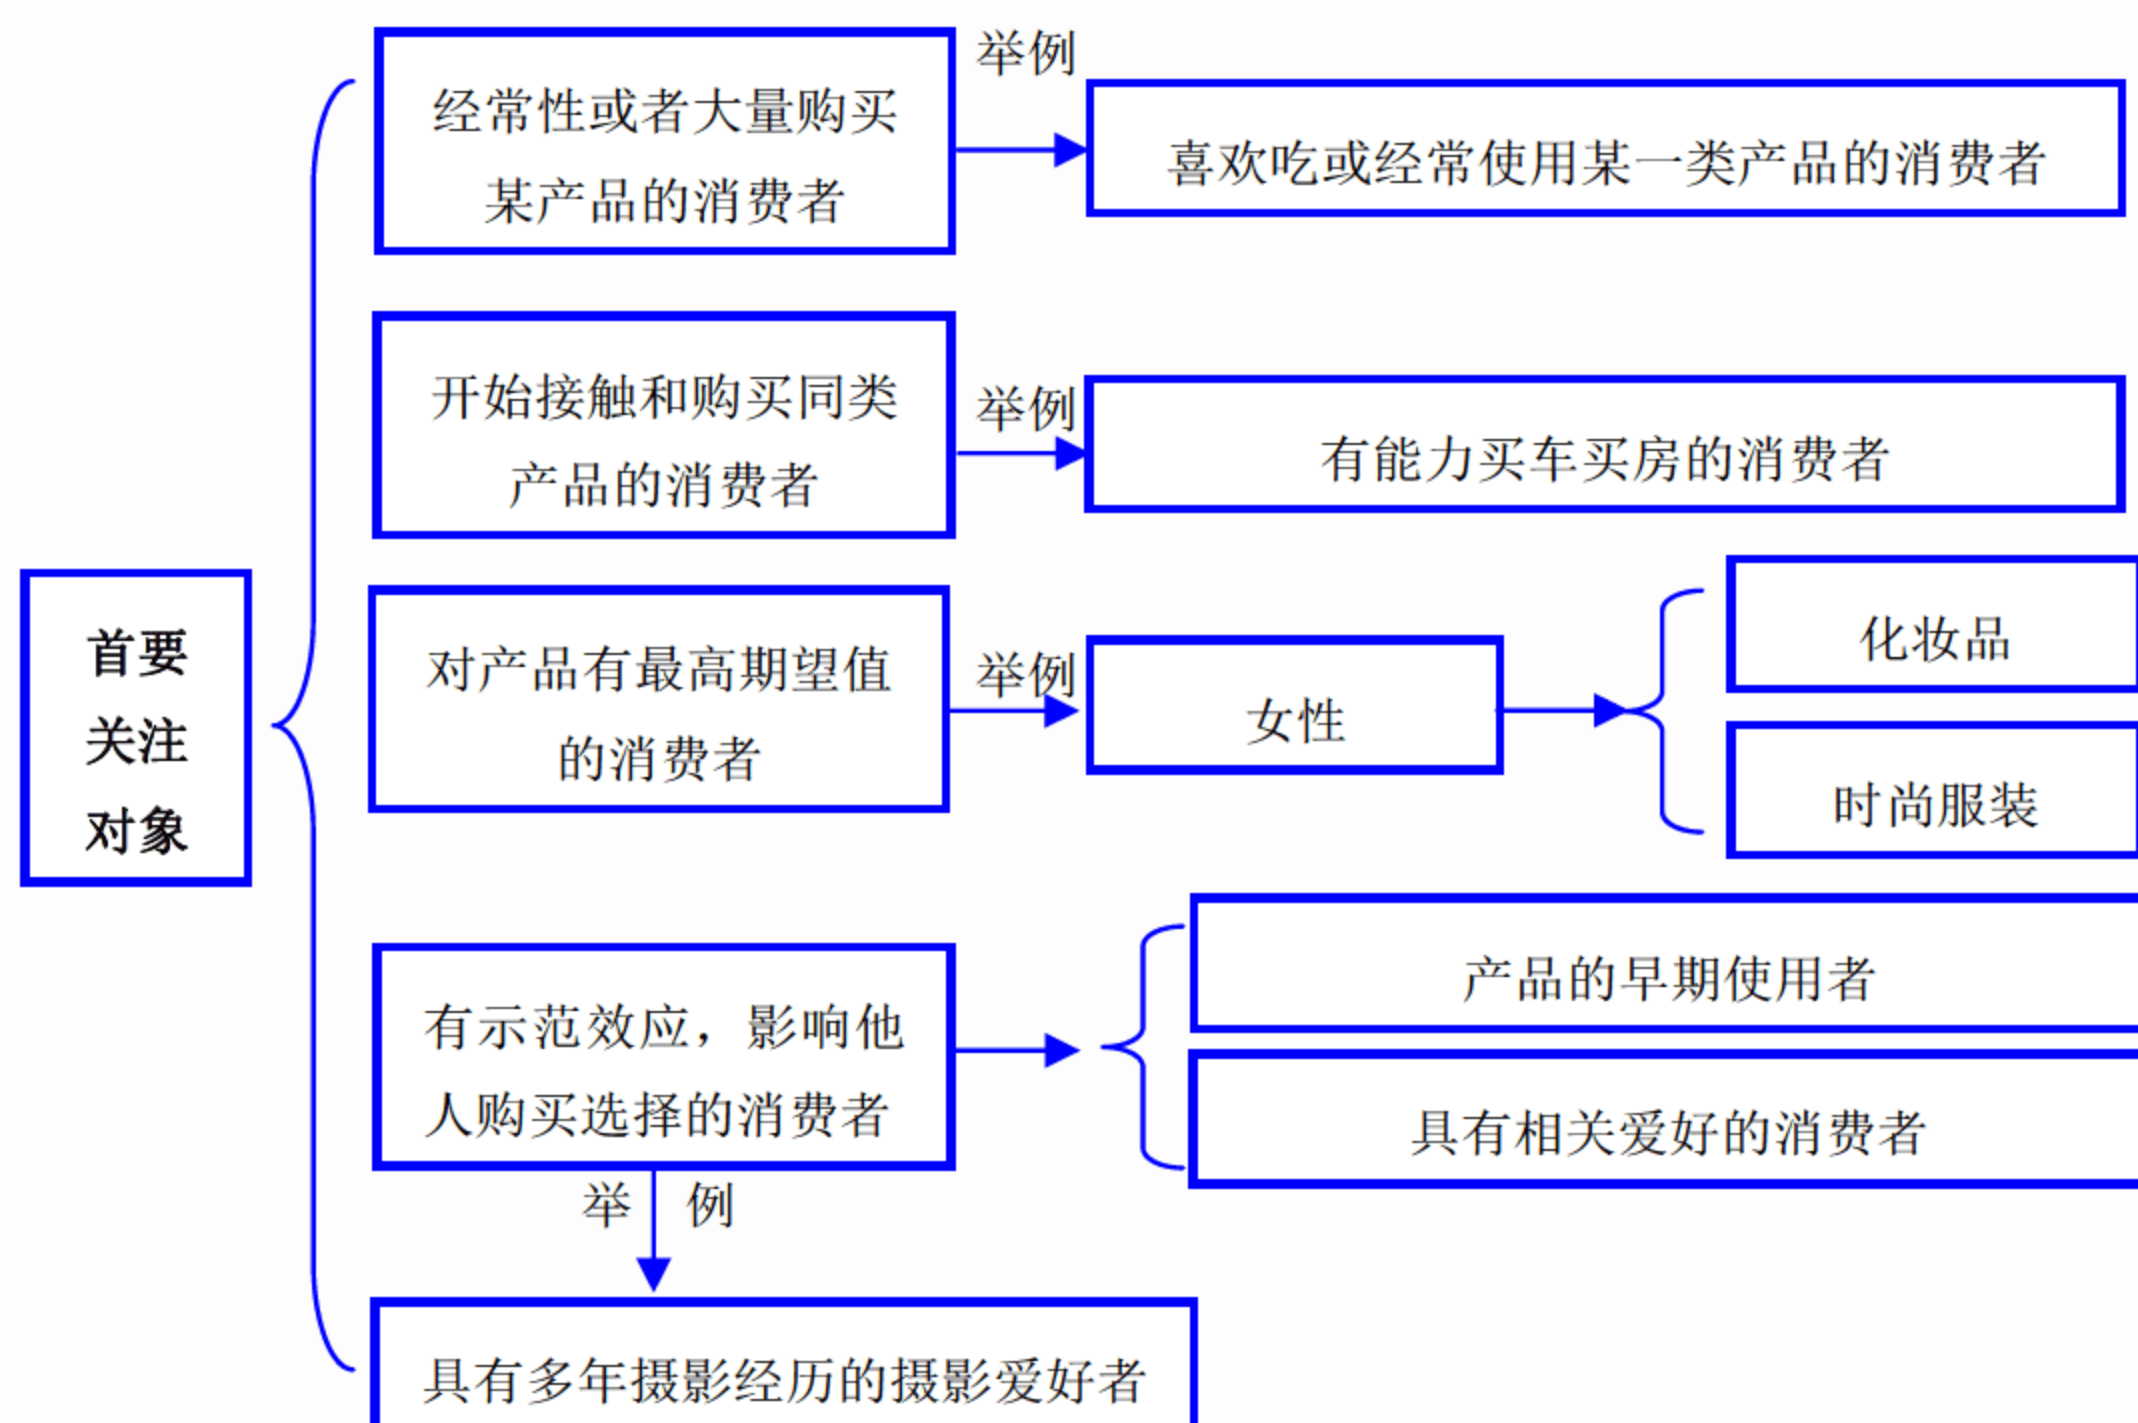 首要
关注
对象
经常性或者大量购买
某产品的消费者
举例
喜欢吃或经常使用某一类产品的消费者
开始接触和购买同类
产品的消费者
举例
有能力买车买房的消费者
对产品有最高期望值
的消费者
举例
女性
化妆品
时尚服装
有示范效应，影响他
人购买选择的消费者
产品的早期使用者
具有相关爱好的消费者
举 例
具有多年摄影经历的摄影爱好者